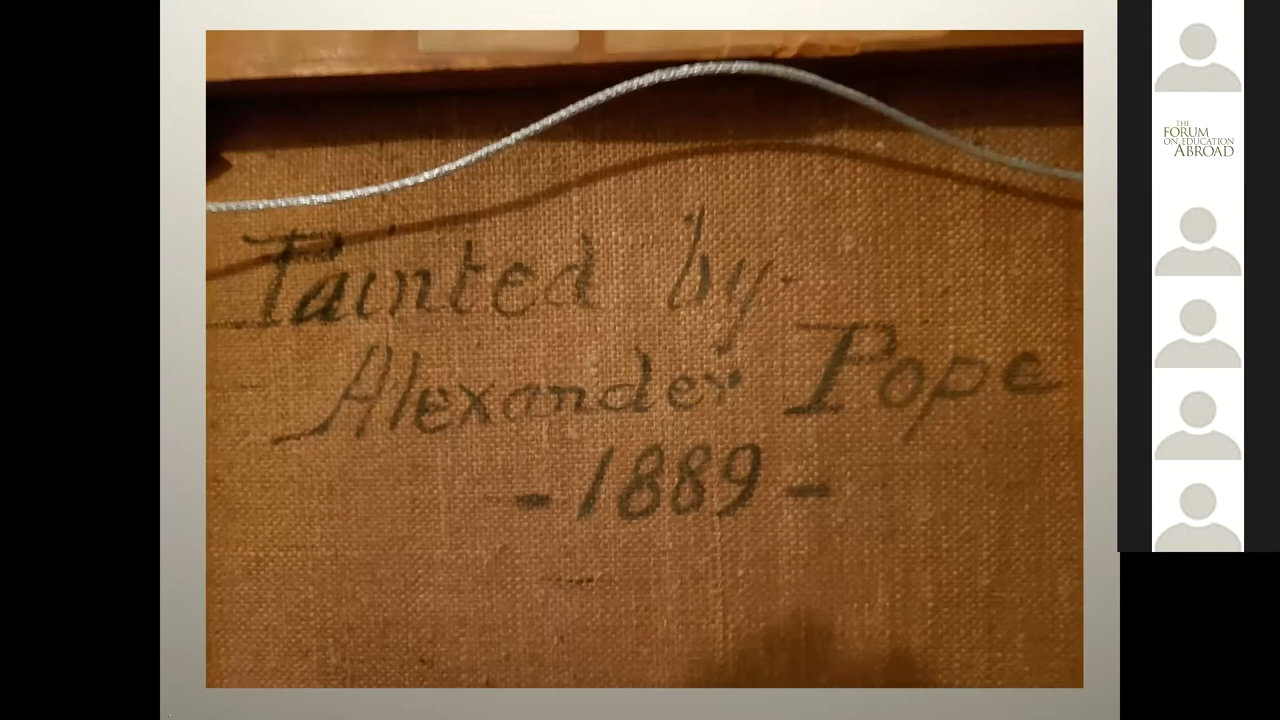 Painted by
Alexander Pope
- 1889 -
THE
FORUM
ON EDUCATION
ABROAD